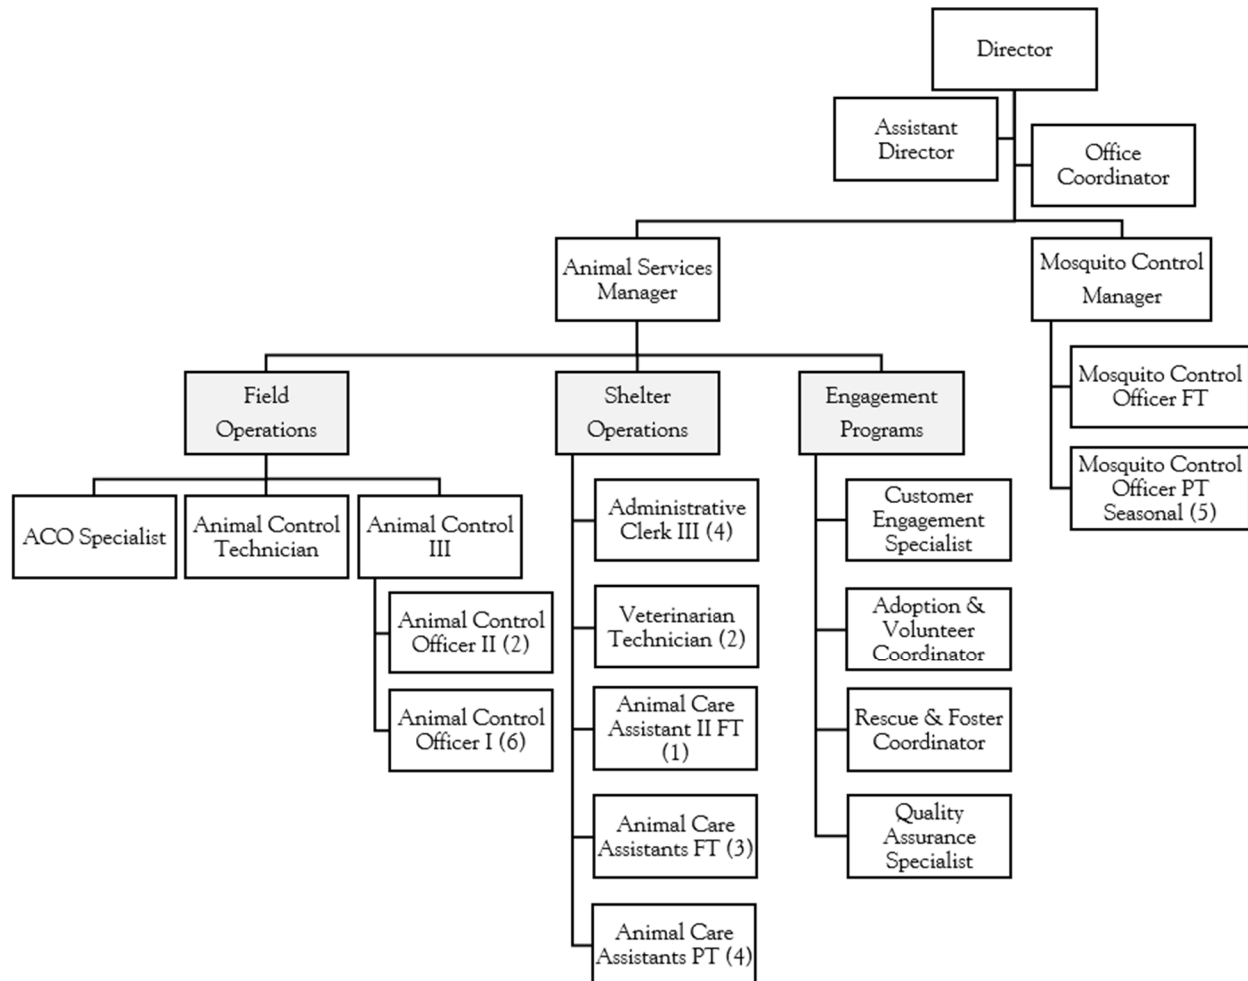 Director
Assistant
Director
Office
Coordinator
Animal Services
Manager
Mosquito Control
Manager
Field
Operations
Shelter
Operations
Engagement
Programs
Mosquito Control
Officer FT
Mosquito Control
Officer PT
Seasonal (5)
ACO Specialist
Animal Control
Technician
Animal Control
III
Animal Control
Officer II (2)
Animal Control
Officer I (6)
Administrative
Clerk III (4)
Veterinarian
Technician (2)
Animal Care
Assistant II FT
(1)
Animal Care
Assistants FT (3)
Animal Care
Assistants PT (4)
Customer
Engagement
Specialist
Adoption &
Volunteer
Coordinator
Rescue & Foster
Coordinator
Quality
Assurance
Specialist